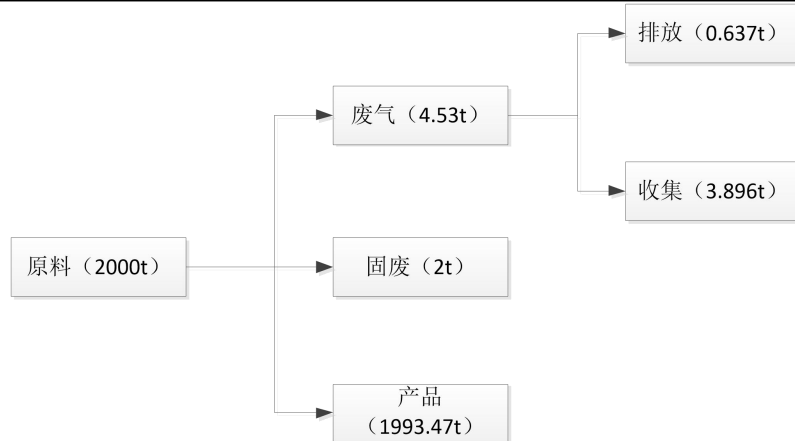 排放（0.637t）
废气（4.53t）
收集（3.896t）
原料（2000t）
固废（2t）
产品
（1993.47t）